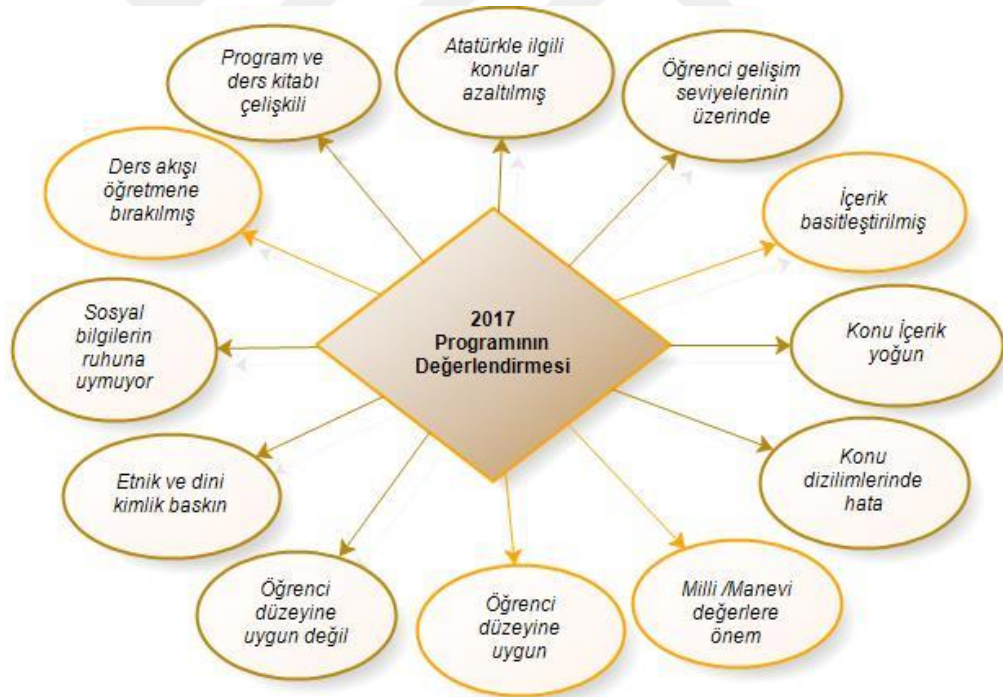 Atatürkle ilgili
konular
azaltılmış
Öğrenci gelişim
seviyelerinin
üzerinde
İçerik
basitleştirilmiş
Konu İçerik
yoğun
Konu
dizilimlerinde
hata
Milli /Manevi
değerlere
önem
Öğrenci
düzeyine
uygun
Öğrenci
düzeyine
uygun değil
Etnik ve dini
kimlik baskın
Sosyal
bilgilerin
ruhuna
uymuyor
Ders akışı
öğretmene
bırakılmış
Program ve
ders kitabı
çelişkili
2017
Programının
Değerlendirmesi